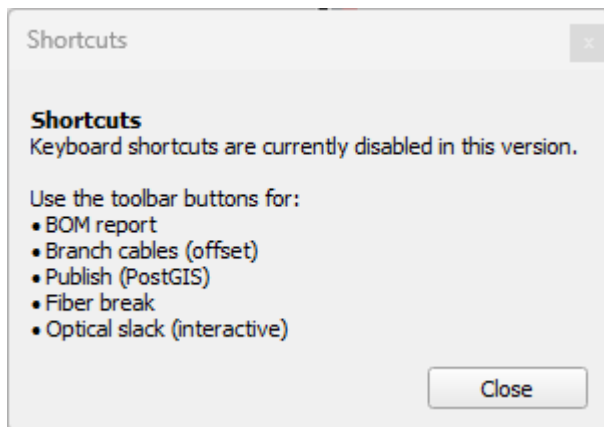 Shortcuts
x
Shortcuts
Keyboard shortcuts are currently disabled in this version.
Use the toolbar buttons for:
• BOM report
• Branch cables (offset)
• Publish (PostGIS)
• Fiber break
• Optical slack (interactive)
Close